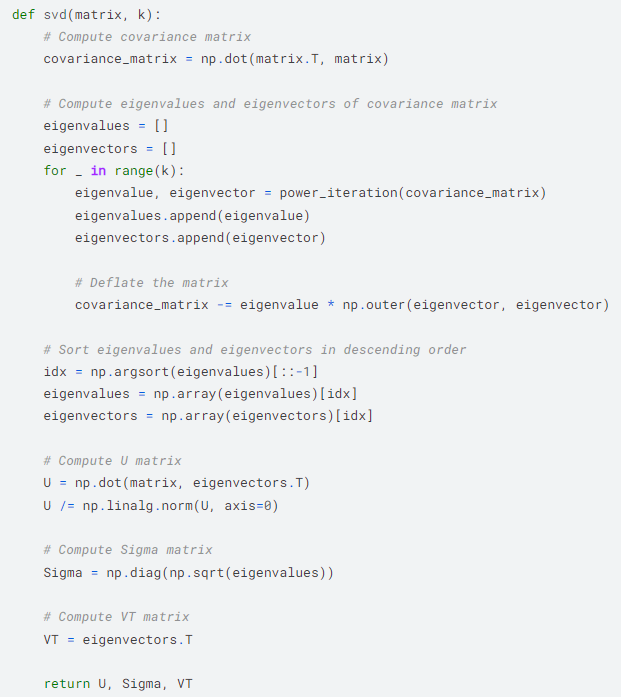 def svd(matrix, k):
    # Compute covariance matrix
    covariance_matrix = np.dot(matrix.T, matrix)

    # Compute eigenvalues and eigenvectors of covariance matrix
    eigenvalues = []
    eigenvectors = []
    for _ in range(k):
        eigenvalue, eigenvector = power_iteration(covariance_matrix)
        eigenvalues.append(eigenvalue)
        eigenvectors.append(eigenvector)

        # Deflate the matrix
        covariance_matrix -= eigenvalue * np.outer(eigenvector, eigenvector)

    # Sort eigenvalues and eigenvectors in descending order
    idx = np.argsort(eigenvalues)[::-1]
    eigenvalues = np.array(eigenvalues)[idx]
    eigenvectors = np.array(eigenvectors)[idx]

    # Compute U matrix
    U = np.dot(matrix, eigenvectors.T)
    U /= np.linalg.norm(U, axis=0)

    # Compute Sigma matrix
    Sigma = np.diag(np.sqrt(eigenvalues))

    # Compute VT matrix
    VT = eigenvectors.T

    return U, Sigma, VT